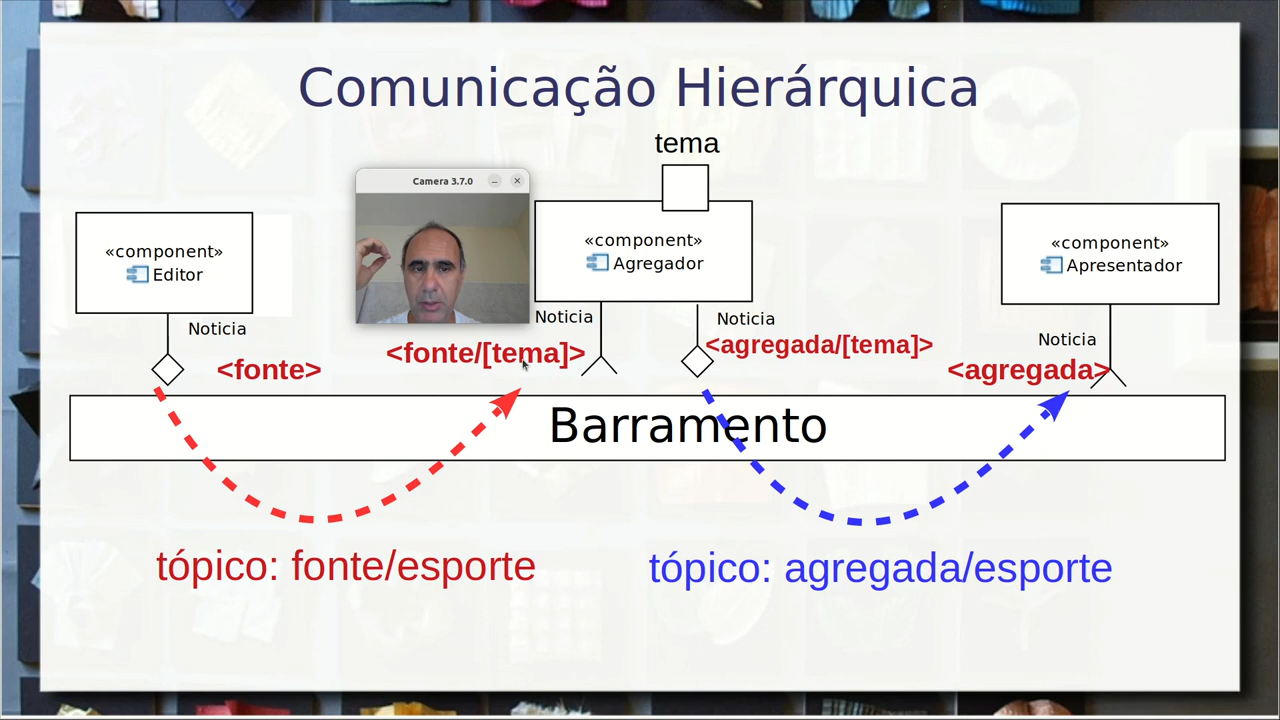 Comunicação Hierárquica
tema
Camera 3.7.0
«component»
Editor
«component»
Agregador
«component»
Apresentador
Noticia
Noticia
Noticia
Noticia
<fonte>
<fonte/[tema]>
<agregada/[tema]>
<agregada>
Barramento
tópico: fonte/esporte
tópico: agregada/esporte